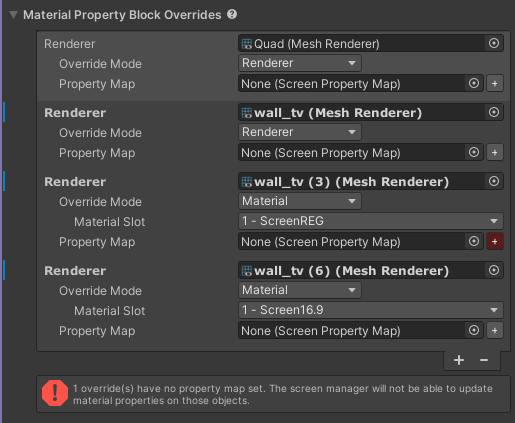 Material Property Block Overrides ?
Renderer Quad (Mesh Renderer)
Override Mode Renderer
Property Map None (Screen Property Map) +
Renderer wall_tv (Mesh Renderer)
Override Mode Renderer
Property Map None (Screen Property Map) +
Renderer wall_tv (3) (Mesh Renderer)
Override Mode Material
Material Slot 1 - ScreenREG
Property Map None (Screen Property Map) +
Renderer wall_tv (6) (Mesh Renderer)
Override Mode Material
Material Slot 1 - Screen16.9
Property Map None (Screen Property Map) +
+ −
! 1 override(s) have no property map set. The screen manager will not be able to update
material properties on those objects.